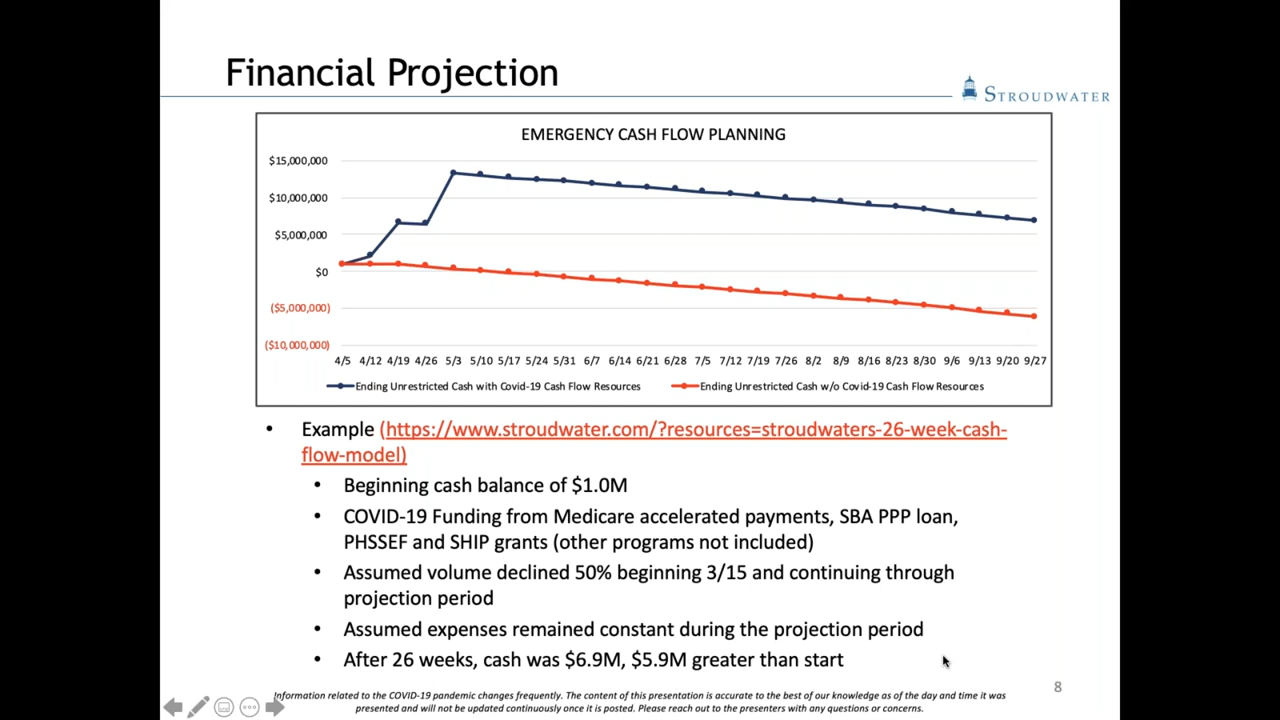 Financial Projection
STROUDWATER
EMERGENCY CASH FLOW PLANNING
$15,000,000
$10,000,000
$5,000,000
$0
($5,000,000)
($10,000,000)
4/5 4/12 4/19 4/26 5/3 5/10 5/17 5/24 5/31 6/7 6/14 6/21 6/28 7/5 7/12 7/19 7/26 8/2 8/9 8/16 8/23 8/30 9/6 9/13 9/20 9/27
Ending Unrestricted Cash with Covid-19 Cash Flow Resources
Ending Unrestricted Cash w/o Covid-19 Cash Flow Resources
• Example (https://www.stroudwater.com/?resources=stroudwaters-26-week-cash-
flow-model)
• Beginning cash balance of $1.0M
• COVID-19 Funding from Medicare accelerated payments, SBA PPP loan,
PHSSEF and SHIP grants (other programs not included)
• Assumed volume declined 50% beginning 3/15 and continuing through
projection period
• Assumed expenses remained constant during the projection period
• After 26 weeks, cash was $6.9M, $5.9M greater than start
8
Information related to the COVID-19 pandemic changes frequently. The content of this presentation is accurate to the best of our knowledge as of the day and time it was
presented and will not be updated continuously once it is posted. Please reach out to the presenters with any questions or concerns.